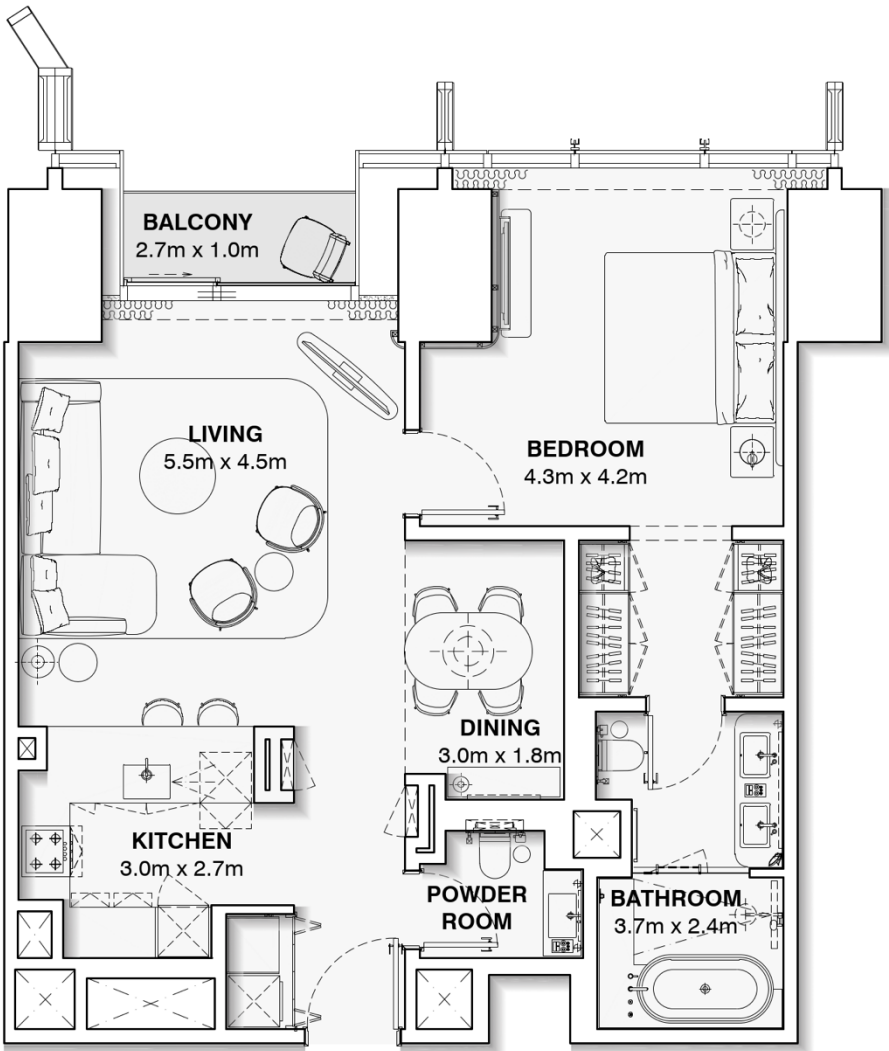 BALCONY
2.7m x 1.0m
LIVING
5.5m x 4.5m
BEDROOM
4.3m x 4.2m
DINING
3.0m x 1.8m
KITCHEN
3.0m x 2.7m
POWDER
ROOM
BATHROOM
3.7m x 2.4m